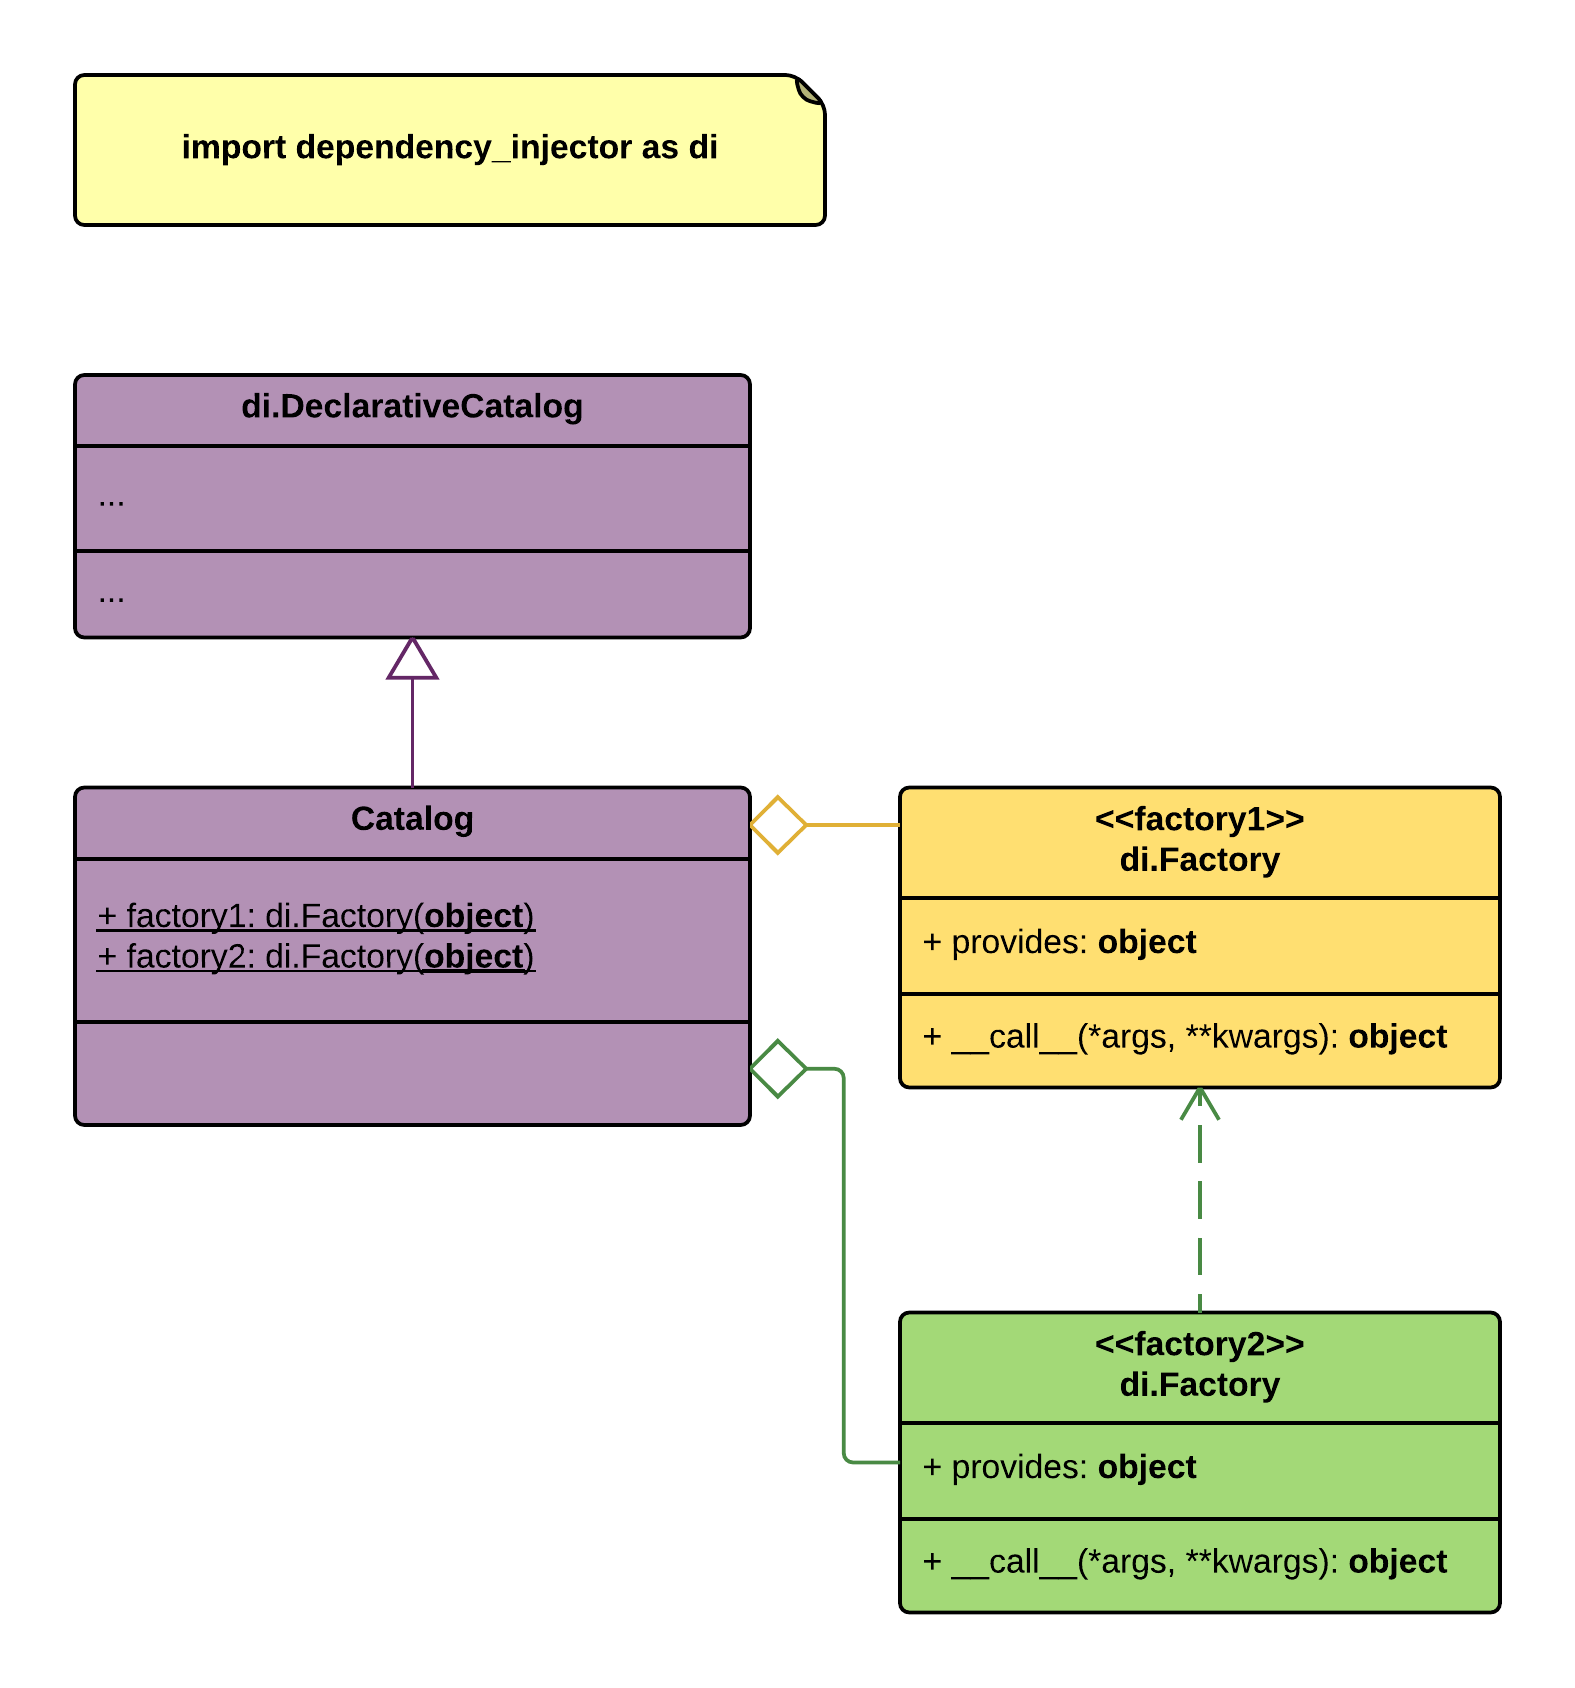 import dependency_injector as di
di.DeclarativeCatalog
...
...
Catalog
+ factory1: di.Factory(object)
+ factory2: di.Factory(object)
<<factory1>>
di.Factory
+ provides: object
+ __call__(*args, **kwargs): object
<<factory2>>
di.Factory
+ provides: object
+ __call__(*args, **kwargs): object